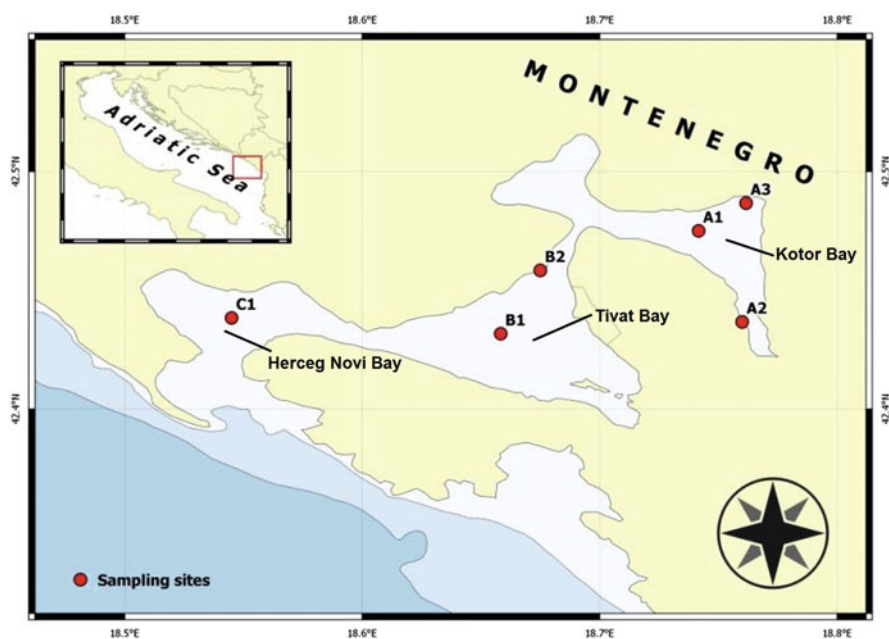 18.5°E 18.6°E 18.7°E 18.8°E
MONTENEGRO
Adriatic Sea
42.5°N 42.5°N
A3
A1
Kotor Bay
B2
C1
A2
B1
Tivat Bay
Herceg Novi Bay
42.4°N 42.4°N
Sampling sites
18.5°E 18.6°E 18.7°E 18.8°E